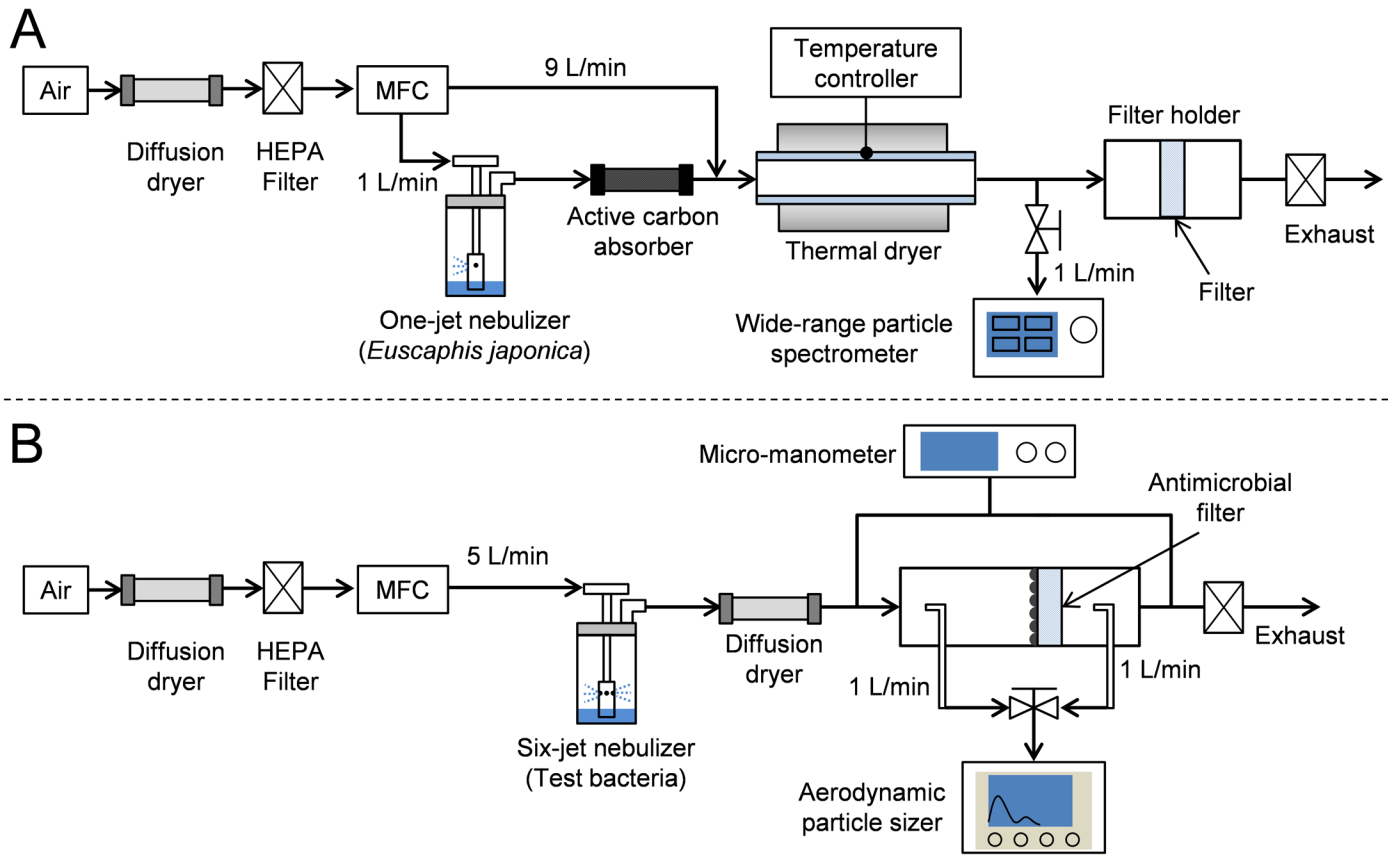 A
Air
Diffusion
dryer
HEPA
Filter
MFC
9 L/min
1 L/min
One-jet nebulizer
(Euscaphis japonica)
Active carbon
absorber
Temperature
controller
Thermal dryer
1 L/min
Wide-range particle
spectrometer
Filter holder
Filter
Exhaust
B
Air
Diffusion
dryer
HEPA
Filter
MFC
5 L/min
Six-jet nebulizer
(Test bacteria)
Diffusion
dryer
Micro-manometer
Antimicrobial
filter
1 L/min
1 L/min
Exhaust
Aerodynamic
particle sizer